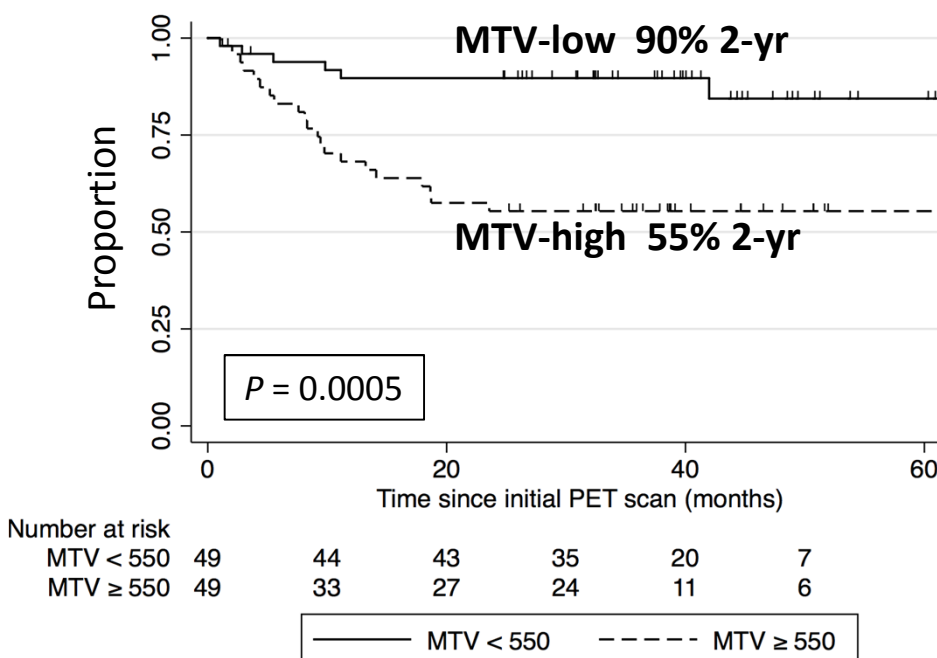 MTV-low 90% 2-yr
MTV-high 55% 2-yr
P = 0.0005
Proportion
1.00
0.75
0.50
0.25
0.00
0 20 40 60
Time since initial PET scan (months)
Number at risk
MTV < 550 49 44 43 35 20 7
MTV ≥ 550 49 33 27 24 11 6
MTV < 550 MTV ≥ 550